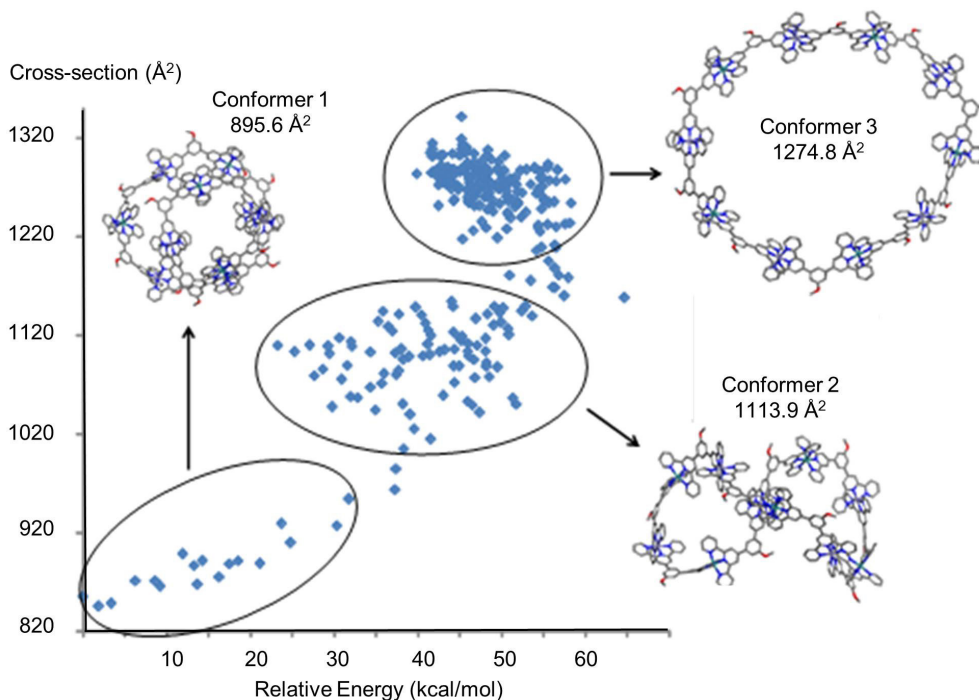 Cross-section (Å²)
Conformer 1
895.6 Å²
Conformer 3
1274.8 Å²
Conformer 2
1113.9 Å²
1320
1220
1120
1020
920
820
10 20 30 40 50 60
Relative Energy (kcal/mol)